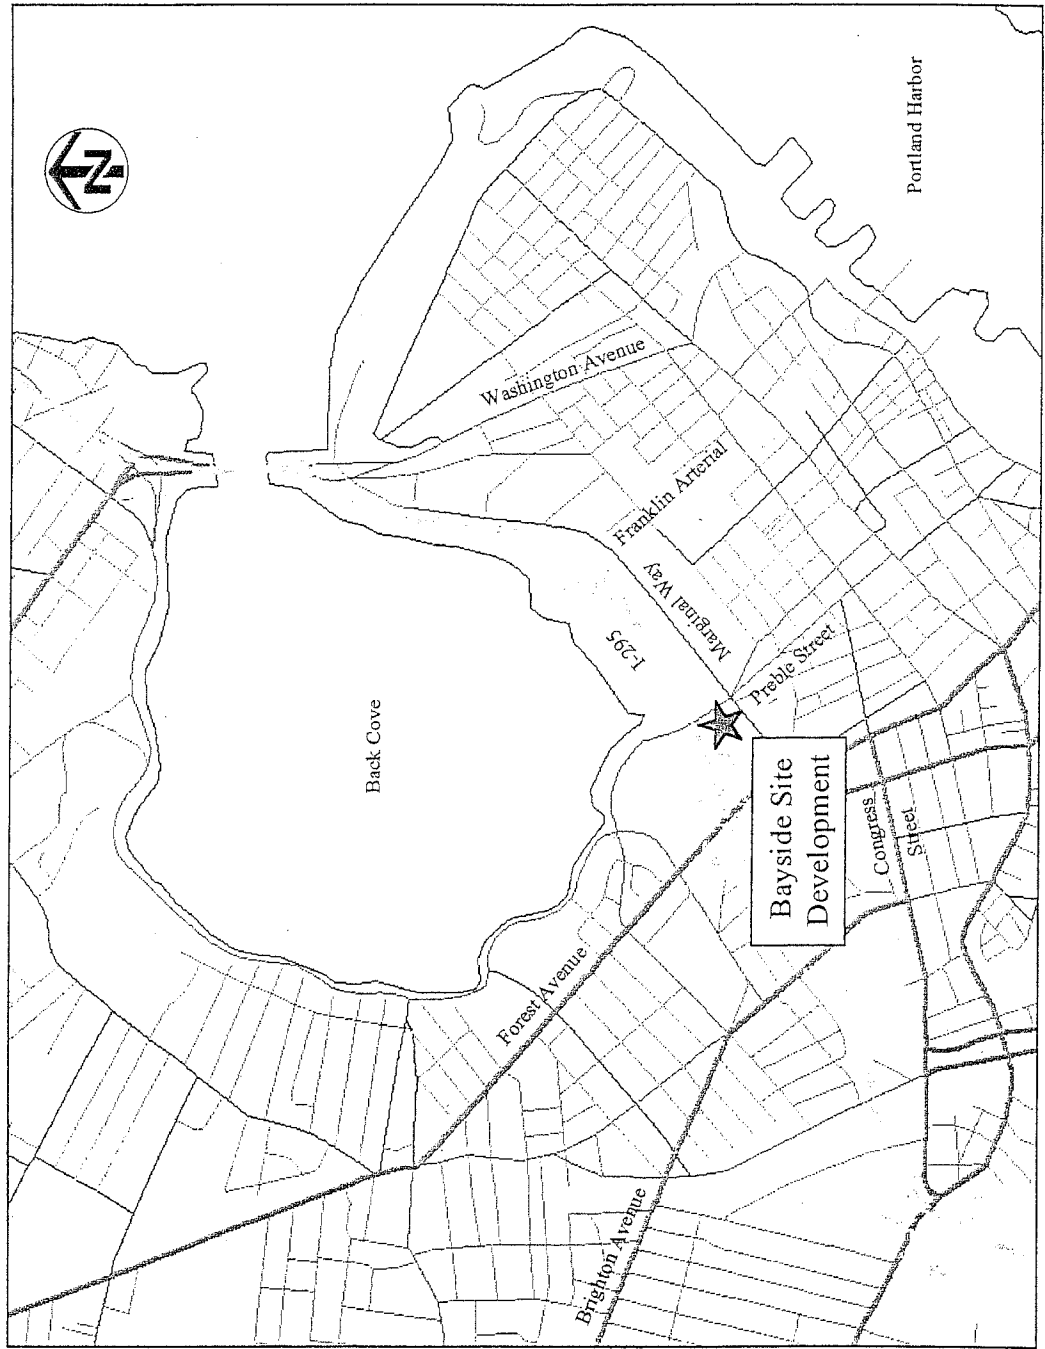 N
Portland Harbor
Washington Avenue
Franklin Arterial
Marginal Way
I-295
Preble Street
Back Cove
Bayside Site
Development
Congress
Street
Forest Avenue
Brighton Avenue